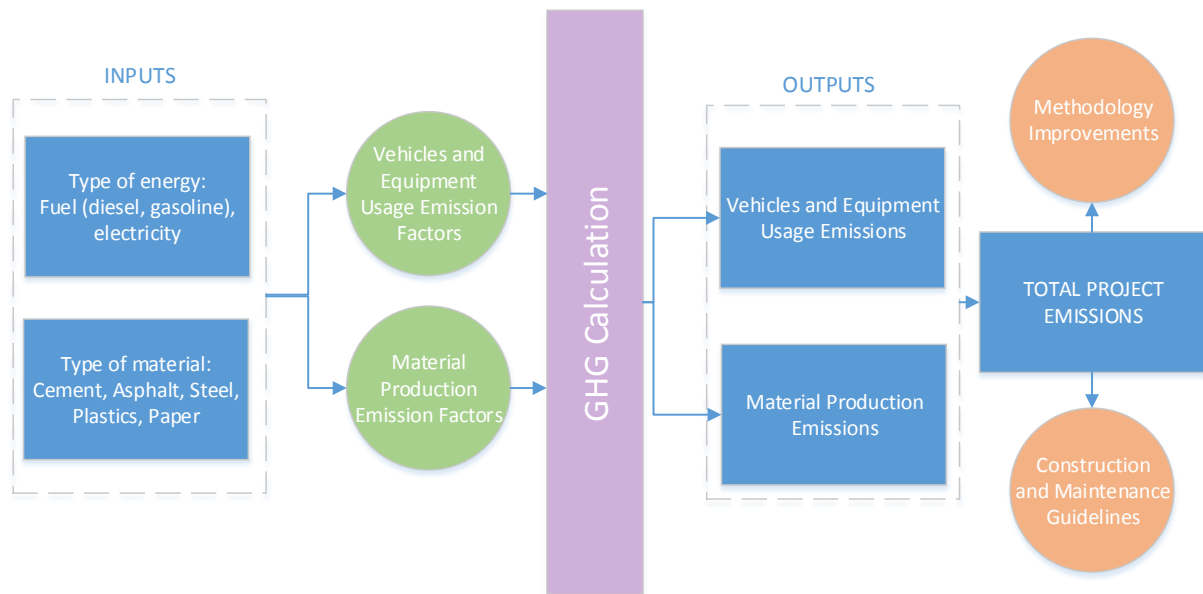 INPUTS
Type of energy:
Fuel (diesel, gasoline),
electricity
Type of material:
Cement, Asphalt, Steel,
Plastics, Paper
Vehicles and
Equipment
Usage Emission
Factors
Material
Production
Emission Factors
GHG Calculation
OUTPUTS
Vehicles and Equipment
Usage Emissions
Material Production
Emissions
Methodology
Improvements
TOTAL PROJECT
EMISSIONS
Construction
and Maintenance
Guidelines